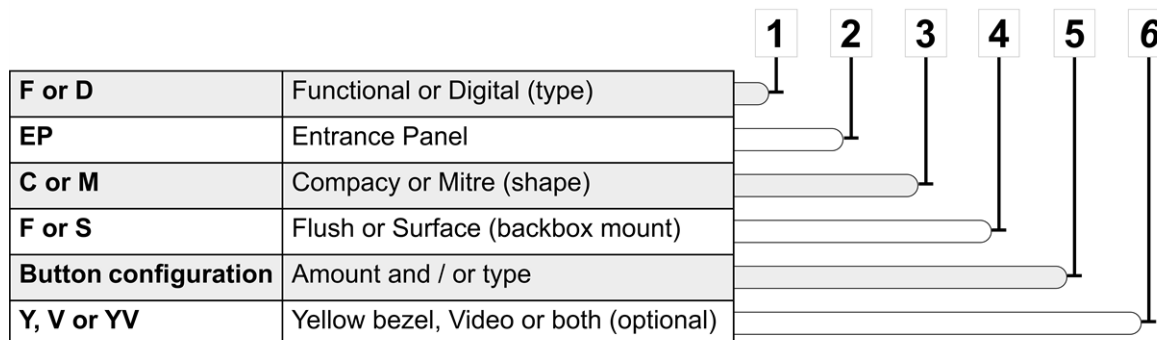 1 2 3 4 5 6
F or D Functional or Digital (type)
EP Entrance Panel
C or M Compacy or Mitre (shape)
F or S Flush or Surface (backbox mount)
Button configuration Amount and / or type
Y, V or YV Yellow bezel, Video or both (optional)